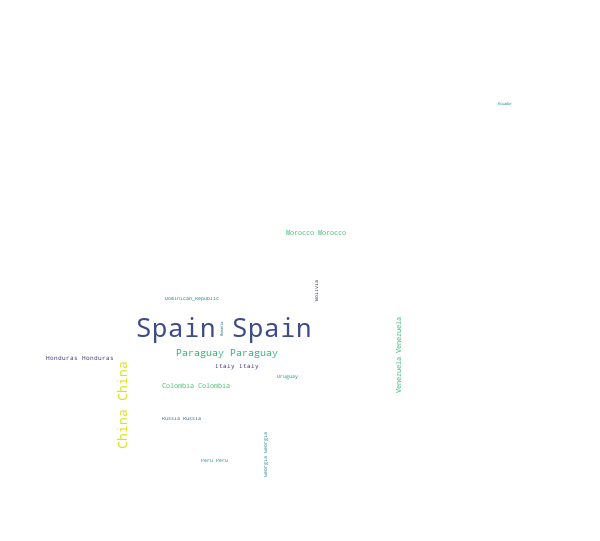 Ecuador
Morocco Morocco
Bolivia
Dominican_Republic
Spain Spain
Paraguay Paraguay
Venezuela Venezuela
Honduras Honduras
Italy Italy
China China
Uruguay
Colombia Colombia
Russia Russia
Georgia Georgia
Peru Peru